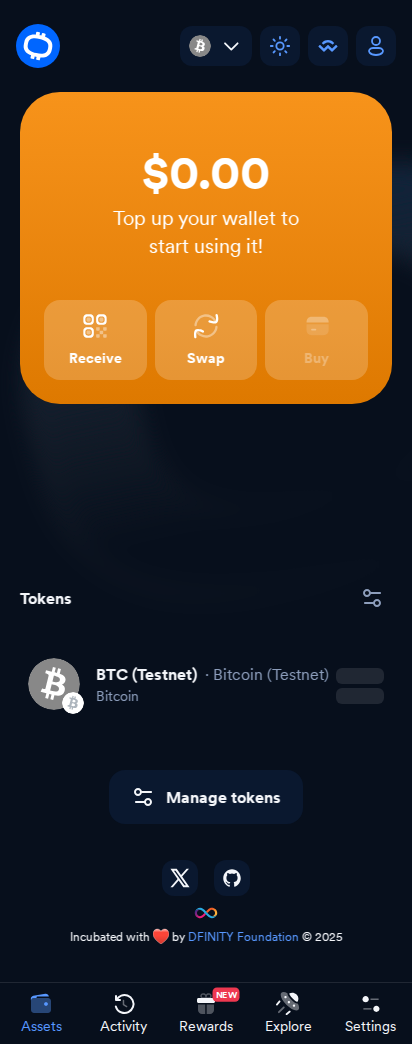 $0.00
Top up your wallet to
start using it!
Receive
Swap
Buy
Tokens
BTC (Testnet) · Bitcoin (Testnet)
Bitcoin
Manage tokens
Incubated with ❤️ by DFINITY Foundation © 2025
NEW
Assets
Activity
Rewards
Explore
Settings